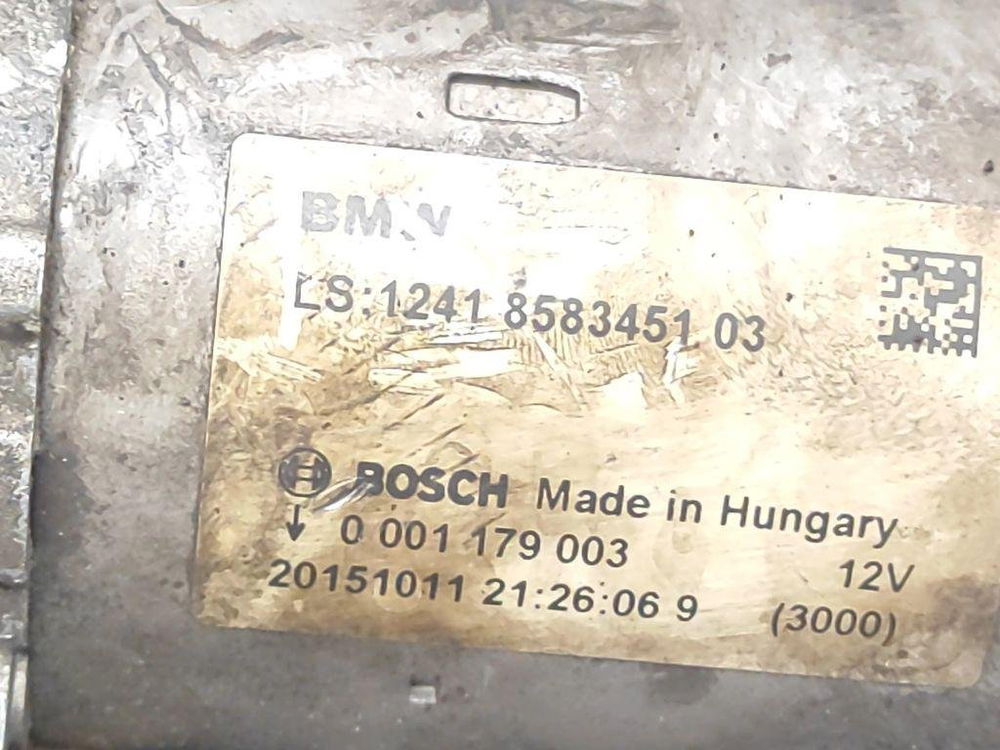 BMW
LS:1241 8583451 03
BOSCH Made in Hungary
0 001 179 003
12V
20151011 21:26:06 9
(3000)